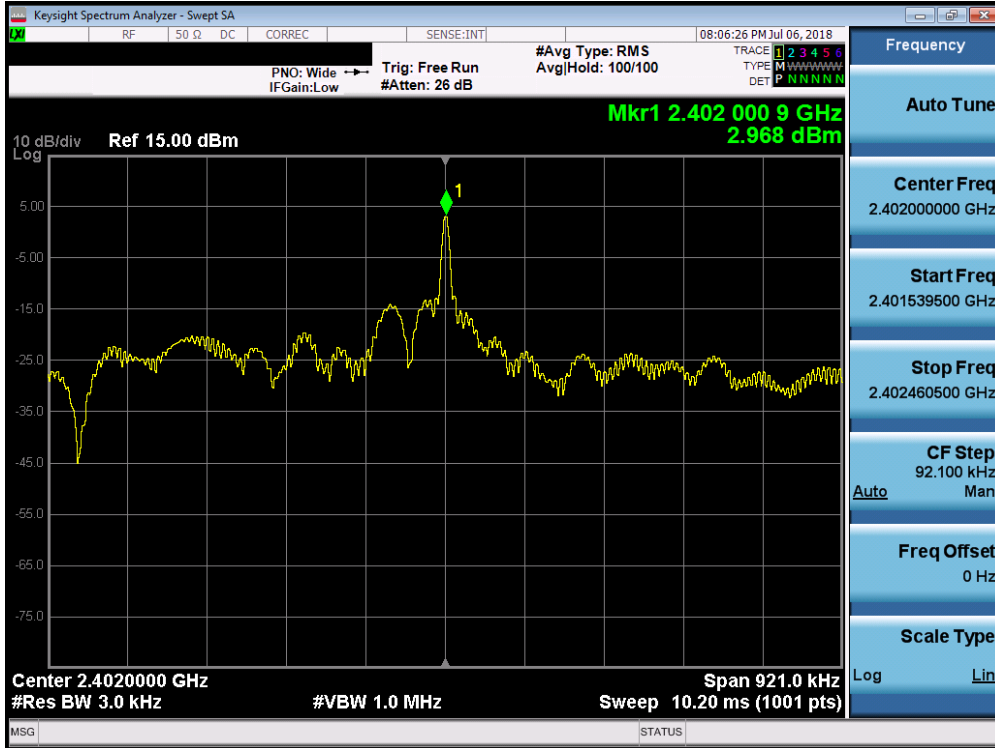 Keysight Spectrum Analyzer - Swept SA
LXI RF 50 Ω DC CORREC SENSE:INT 08:06:26 PM Jul 06, 2018
PNO: Wide Trig: Free Run #Avg Type: RMS TRACE 1 2 3 4 5 6
IFGain:Low #Atten: 26 dB Avg|Hold: 100/100 TYPE M WWWWW
DET P N N N N N
Mkr1 2.402 000 9 GHz
2.968 dBm
10 dB/div Ref 15.00 dBm
Log
1
5.00
-5.00
-15.0
-25.0
-35.0
-45.0
-55.0
-65.0
-75.0
Center 2.4020000 GHz Span 921.0 kHz
#Res BW 3.0 kHz #VBW 1.0 MHz Sweep 10.20 ms (1001 pts)
MSG STATUS
Frequency
Auto Tune
Center Freq
2.402000000 GHz
Start Freq
2.401539500 GHz
Stop Freq
2.402460500 GHz
CF Step
92.100 kHz
Auto Man
Freq Offset
0 Hz
Scale Type
Log Lin